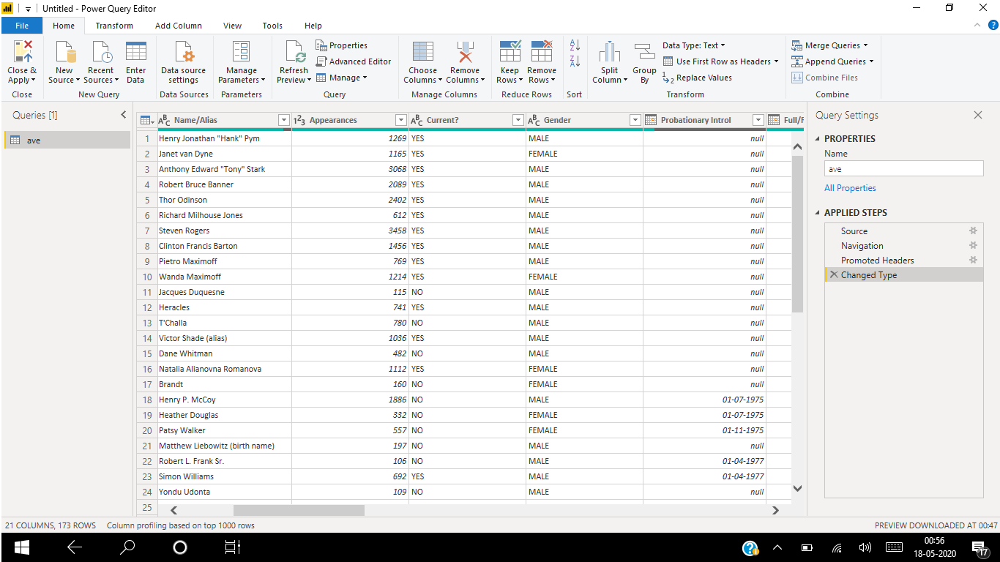 Untitled - Power Query Editor
File Home Transform Add Column View Tools Help
Close & Apply New Source Recent Sources Enter Data Data source settings Manage Parameters Refresh Preview Properties Advanced Editor Manage Choose Columns Remove Columns Keep Rows Remove Rows Split Column Group By Data Type: Text Use First Row as Headers Replace Values Merge Queries Append Queries Combine Files
Close New Query Data Sources Parameters Query Manage Columns Reduce Rows Sort Transform Combine
Queries [1]
ave
Name/Alias Appearances Current? Gender Probationary Introl Full/F
1 Henry Jonathan "Hank" Pym 1269 YES MALE null
2 Janet van Dyne 1165 YES FEMALE null
3 Anthony Edward "Tony" Stark 3068 YES MALE null
4 Robert Bruce Banner 2089 YES MALE null
5 Thor Odinson 2402 YES MALE null
6 Richard Milhouse Jones 612 YES MALE null
7 Steven Rogers 3458 YES MALE null
8 Clinton Francis Barton 1456 YES MALE null
9 Pietro Maximoff 769 YES MALE null
10 Wanda Maximoff 1214 YES FEMALE null
11 Jacques Duquesne 115 NO MALE null
12 Heracles 741 YES MALE null
13 T'Challa 780 NO MALE null
14 Victor Shade (alias) 1036 YES MALE null
15 Dane Whitman 482 NO MALE null
16 Natalia Alianovna Romanova 1112 YES FEMALE null
17 Brandt 160 NO FEMALE null
18 Henry P. McCoy 1886 NO MALE 01-07-1975
19 Heather Douglas 332 NO FEMALE 01-07-1975
20 Patsy Walker 557 NO FEMALE 01-11-1975
21 Matthew Liebowitz (birth name) 197 NO MALE null
22 Robert L. Frank Sr. 106 NO MALE 01-04-1977
23 Simon Williams 692 YES MALE 01-04-1977
24 Yondu Udonta 109 NO MALE null
25
Query Settings
PROPERTIES
Name
ave
All Properties
APPLIED STEPS
Source
Navigation
Promoted Headers
Changed Type
21 COLUMNS, 173 ROWS Column profiling based on top 1000 rows PREVIEW DOWNLOADED AT 00:47
00:56
18-05-2020
17